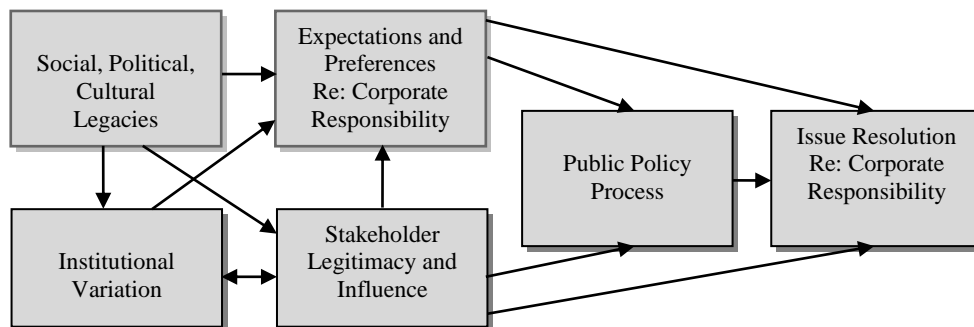 Social, Political,
Cultural
Legacies
Expectations and
Preferences
Re: Corporate
Responsibility
Public Policy
Process
Issue Resolution
Re: Corporate
Responsibility
Institutional
Variation
Stakeholder
Legitimacy and
Influence